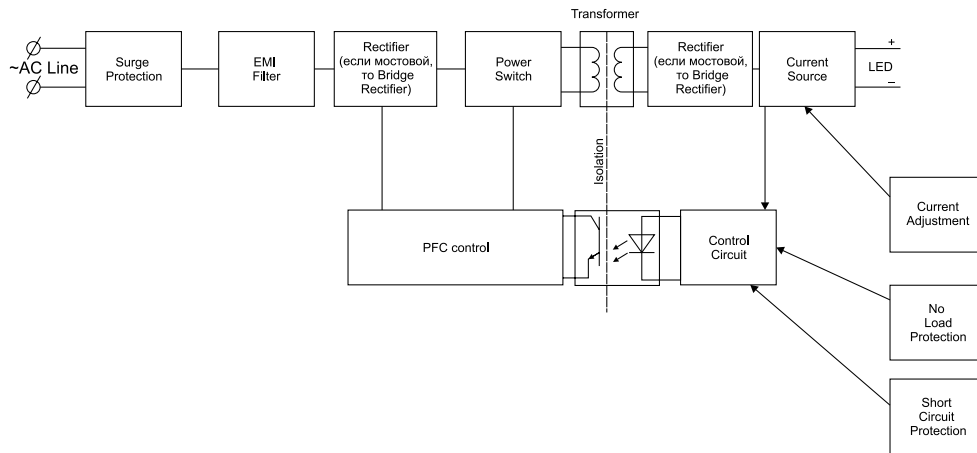 Transformer
~AC Line
Surge
Protection
EMI
Filter
Rectifier
(если мостовой,
то Bridge
Rectifier)
Power
Switch
Rectifier
(если мостовой,
то Bridge
Rectifier)
Current
Source
+
LED
–
Isolation
PFC control
Control
Circuit
Current
Adjustment
No
Load
Protection
Short
Circuit
Protection